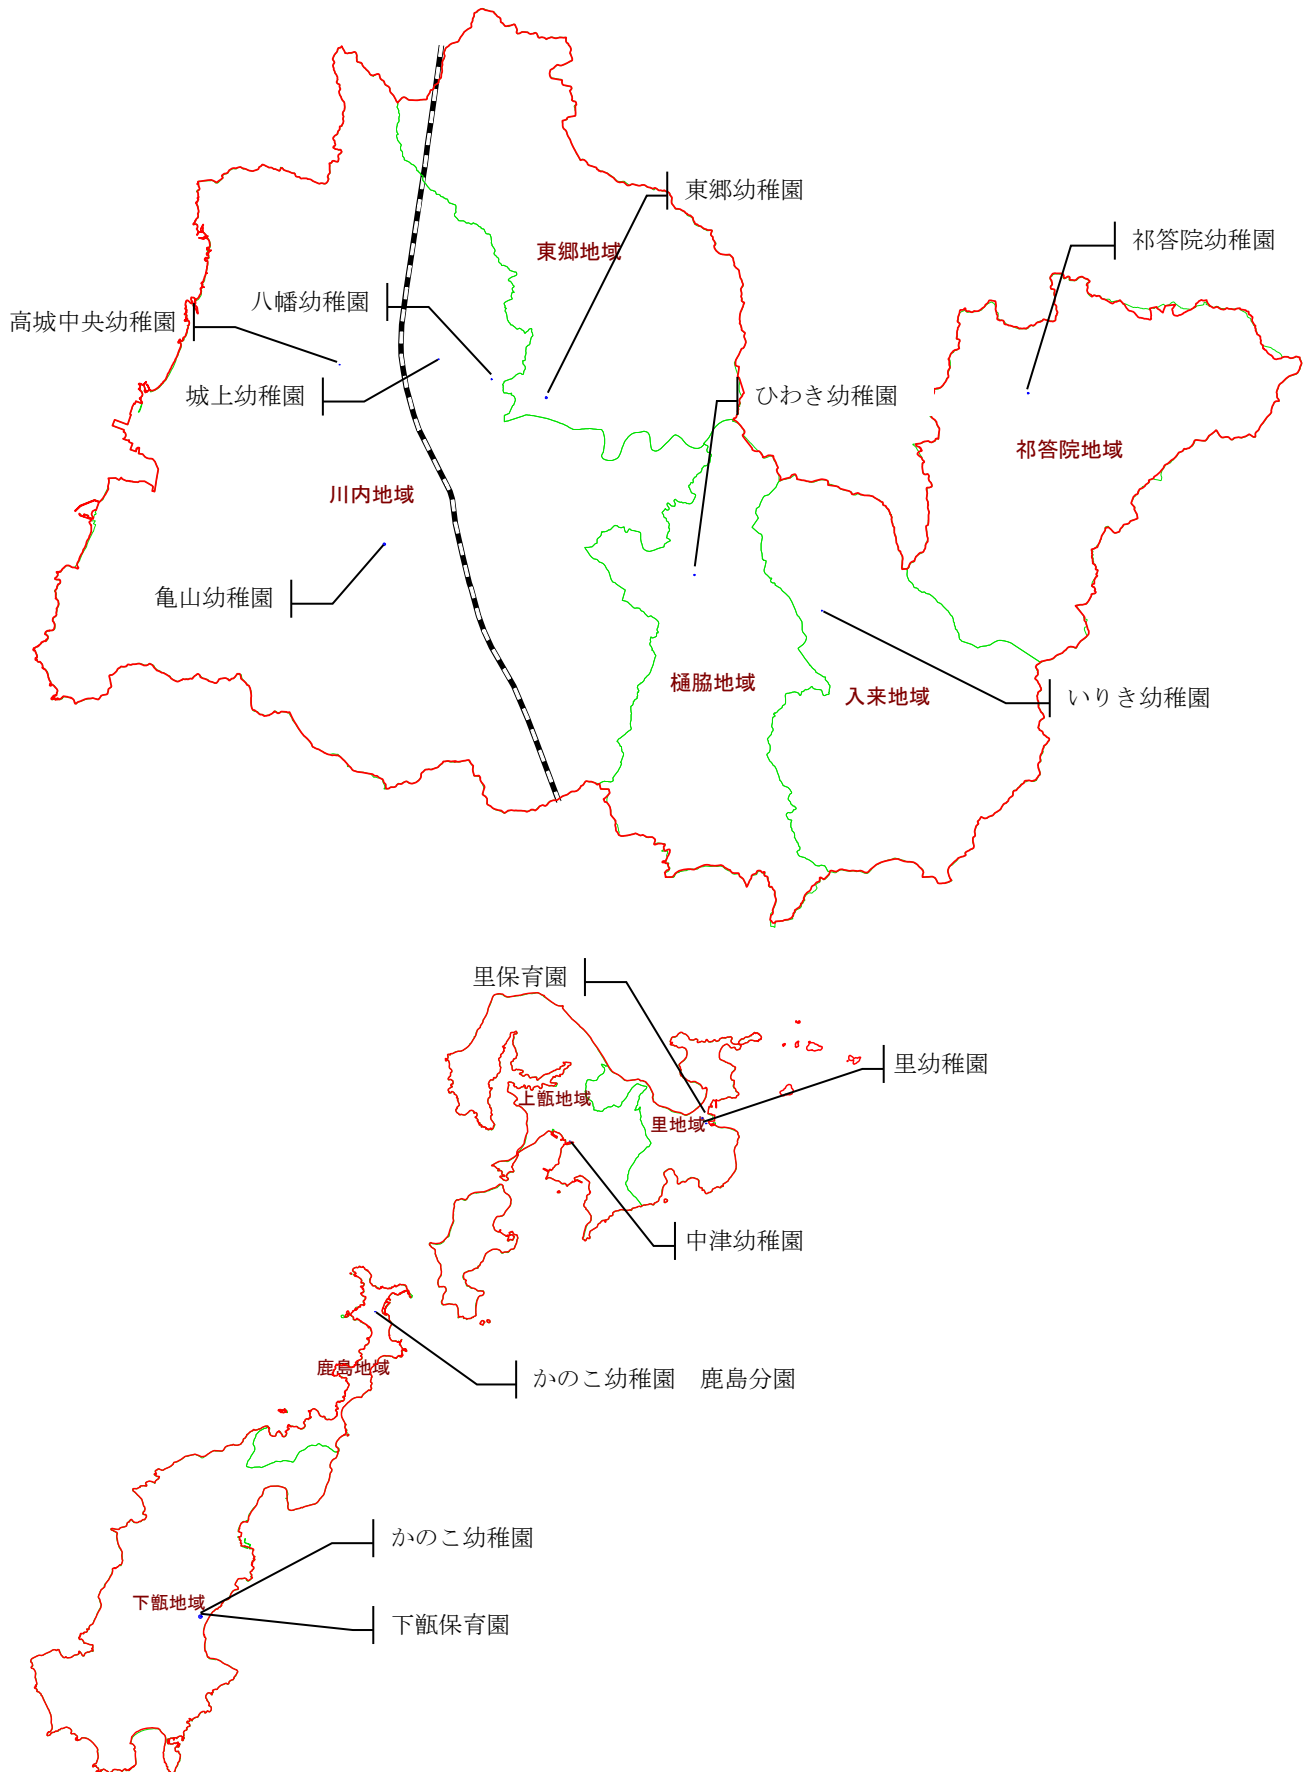 東郷幼稚園
祁答院幼稚園
東郷地域
八幡幼稚園
高城中央幼稚園
城上幼稚園
ひわき幼稚園
祁答院地域
川内地域
亀山幼稚園
樋脇地域
入来地域
いりき幼稚園
里保育園
里幼稚園
上甑地域
里地域
中津幼稚園
鹿島地域
かのこ幼稚園　鹿島分園
かのこ幼稚園
下甑地域
下甑保育園